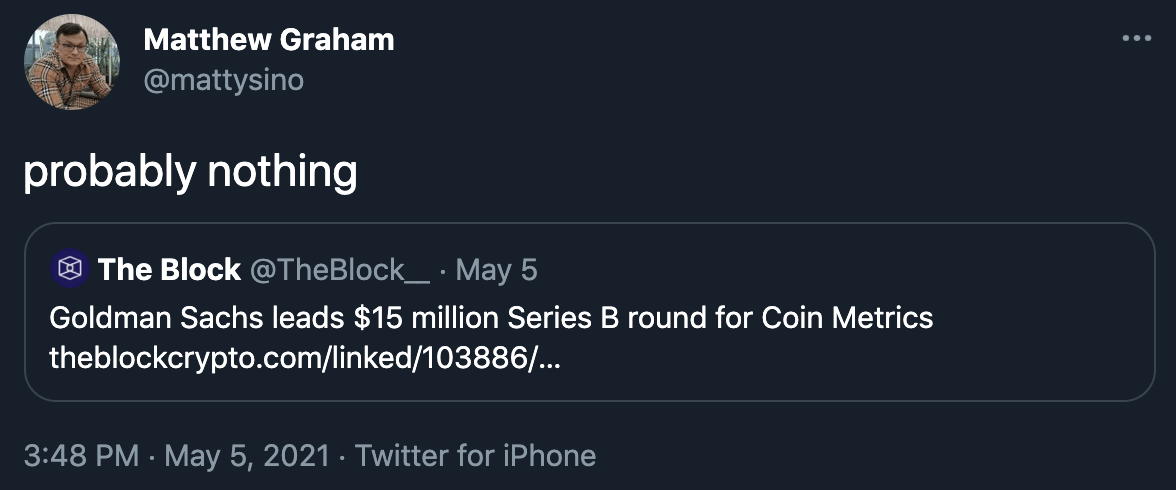 Matthew Graham
@mattysino
probably nothing
The Block @TheBlock__ · May 5
Goldman Sachs leads $15 million Series B round for Coin Metrics
theblockcrypto.com/linked/103886/...
3:48 PM · May 5, 2021 · Twitter for iPhone